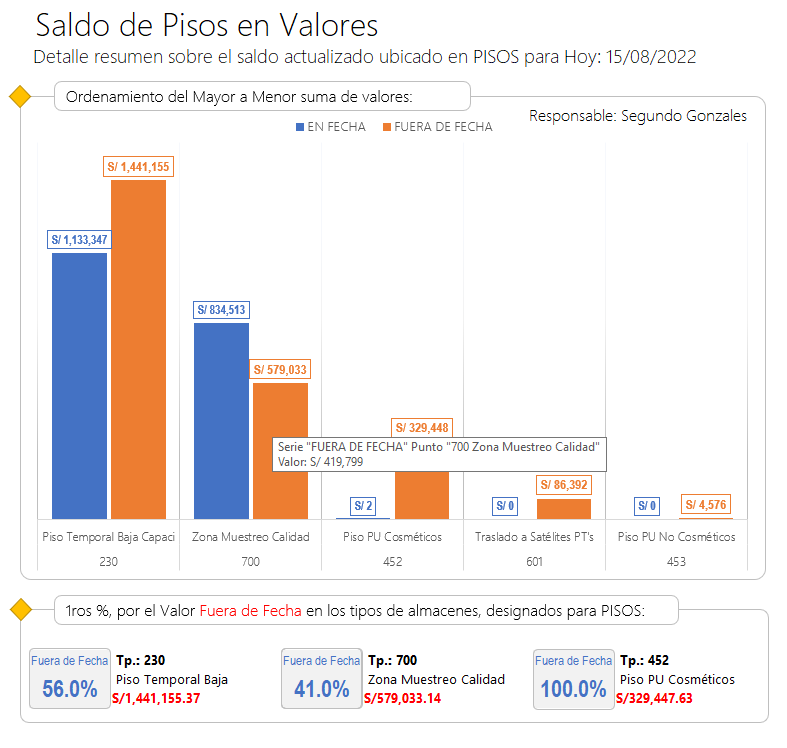 Saldo de Pisos en Valores
Detalle resumen sobre el saldo actualizado ubicado en PISOS para Hoy: 15/08/2022
Ordenamiento del Mayor a Menor suma de valores:
Responsable: Segundo Gonzales
EN FECHA FUERA DE FECHA
S/ 1,441,155
S/ 1,133,347
S/ 834,513
S/ 579,033
S/ 329,448
Serie "FUERA DE FECHA" Punto "700 Zona Muestreo Calidad"
Valor: S/ 419,799
S/ 86,392
S/ 2 S/ 0 S/ 0 S/ 4,576
Piso Temporal Baja Capaci Zona Muestreo Calidad Piso PU Cosméticos Traslado a Satélites PT's Piso PU No Cosméticos
230 700 452 601 453
1ros %, por el Valor Fuera de Fecha en los tipos de almacenes, designados para PISOS:
Fuera de Fecha
56.0%
Tp.: 230
Piso Temporal Baja
S/1,441,155.37
Fuera de Fecha
41.0%
Tp.: 700
Zona Muestreo Calidad
S/579,033.14
Fuera de Fecha
100.0%
Tp.: 452
Piso PU Cosméticos
S/329,447.63